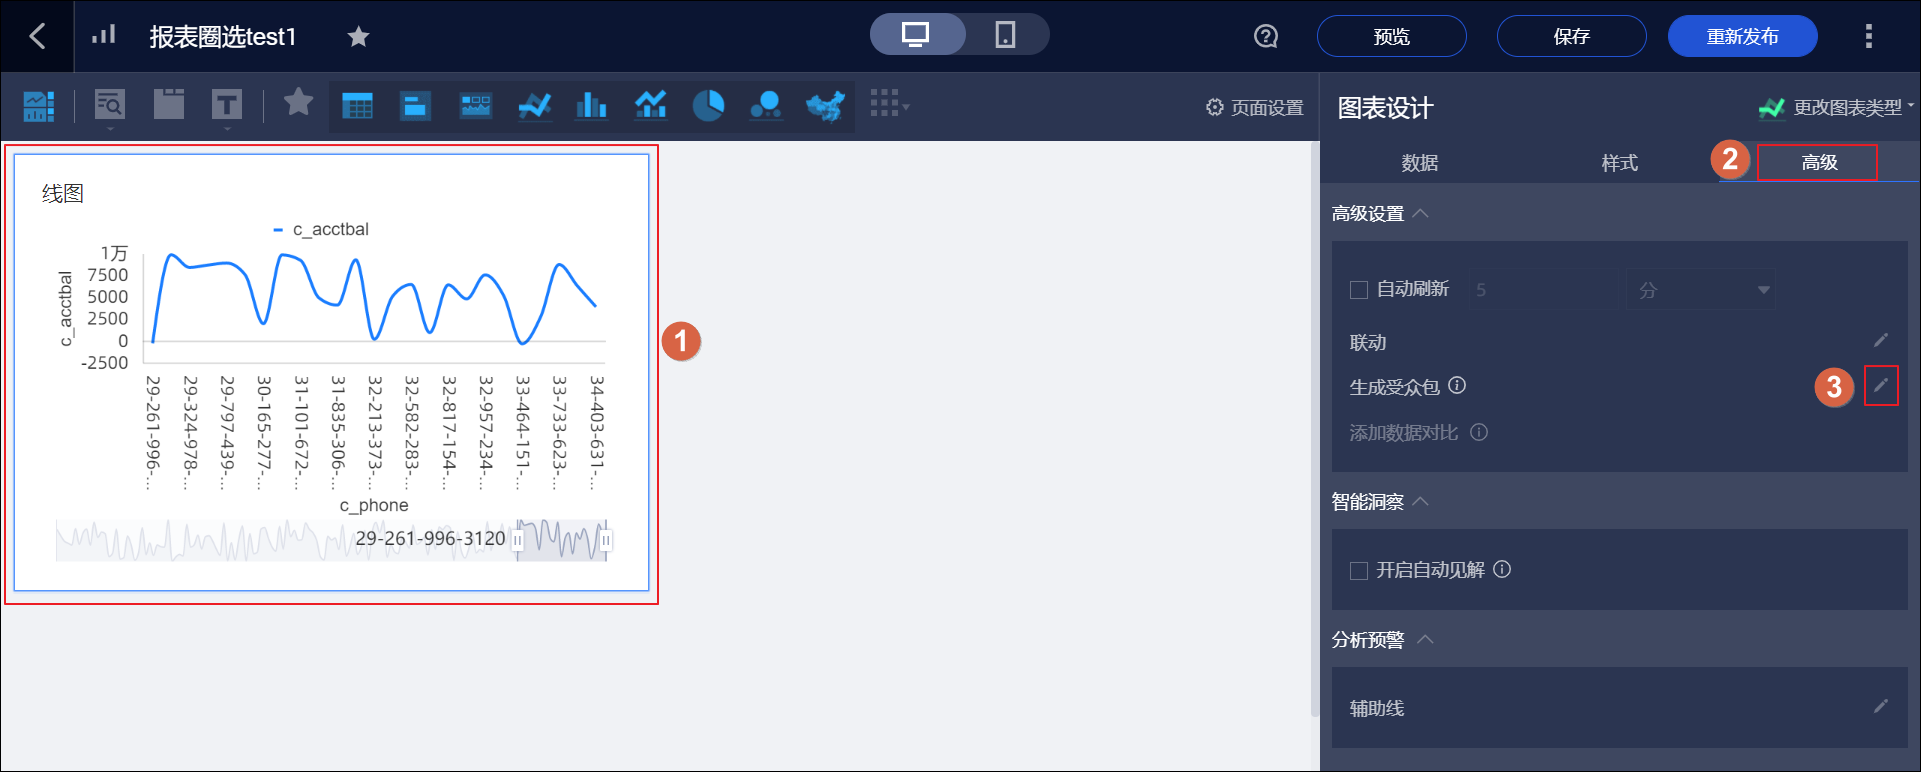 报表圈选test1
预览
保存
重新发布
页面设置
图表设计
更改图表类型
数据
样式
2
高级
线图
c_acctbal
1万
7500
5000
2500
0
-2500
c_acctbal
29-261-996-...
29-324-978-...
29-797-439-...
30-165-277-...
31-101-672-...
31-835-306-...
32-213-373-...
32-582-283-...
32-817-154-...
32-957-234-...
33-464-151-...
33-733-623-...
34-403-631-...
c_phone
29-261-996-3120
1
高级设置
自动刷新 5 分
联动
生成受众包
3
添加数据对比
智能洞察
开启自动见解
分析预警
辅助线